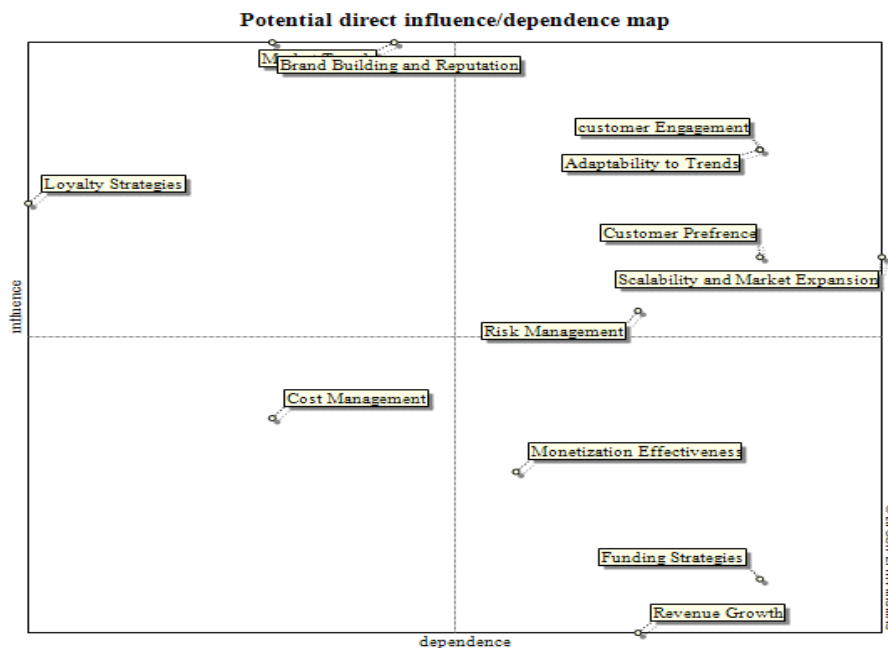 Potential direct influence/dependence map
Brand Building and Reputation
customer Engagement
Adaptability to Trends
Loyalty Strategies
Customer Prefrence
Scalability and Market Expansion
influence
Risk Management
Cost Management
Monetization Effectiveness
Funding Strategies
Revenue Growth
dependence